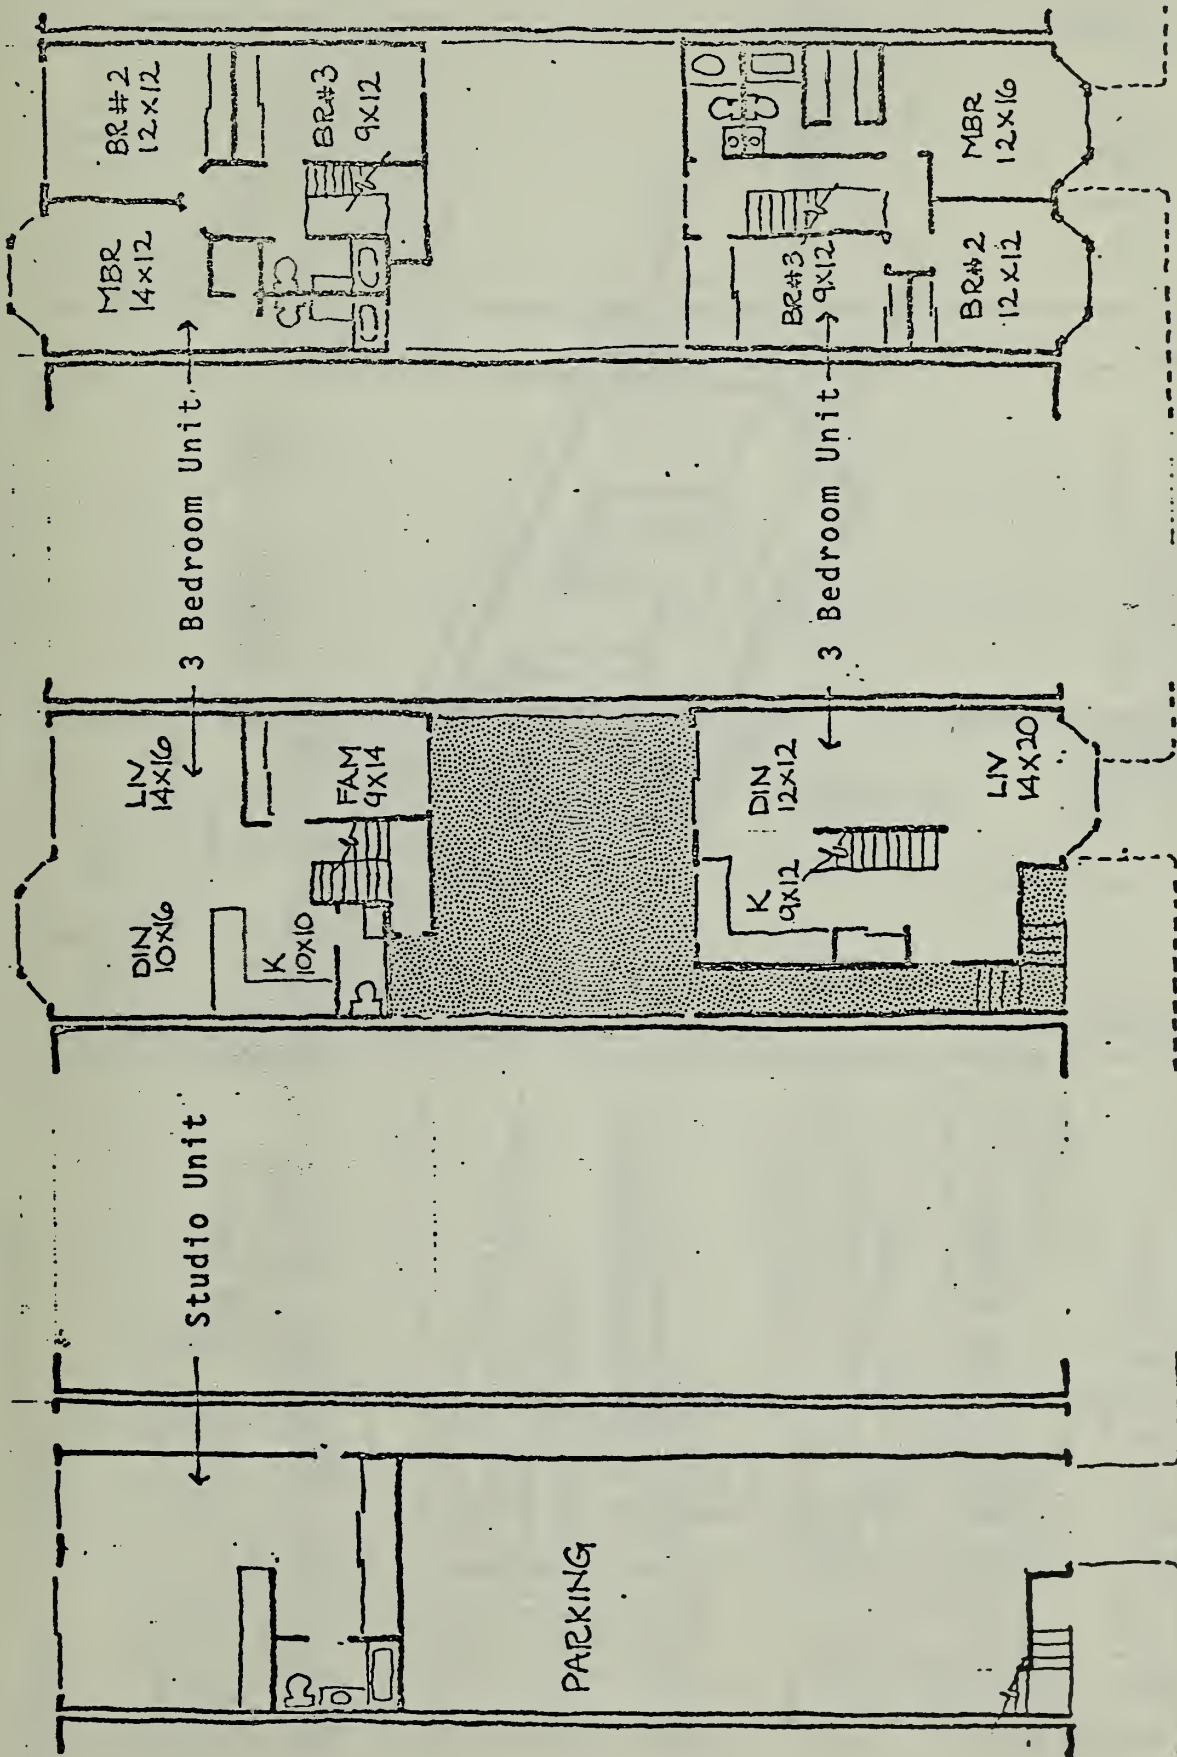 BR#2
12X12
MBR
14X12
BR#3
9X12
3 Bedroom Unit
MBR
12X16
BR#3
9X12
BR#2
12X12
3 Bedroom Unit
LIV
14X16
DIN
10X16
FAM
9X14
K
10X10
DIN
12X12
K
9X12
LIV
14X20
Studio Unit
PARKING